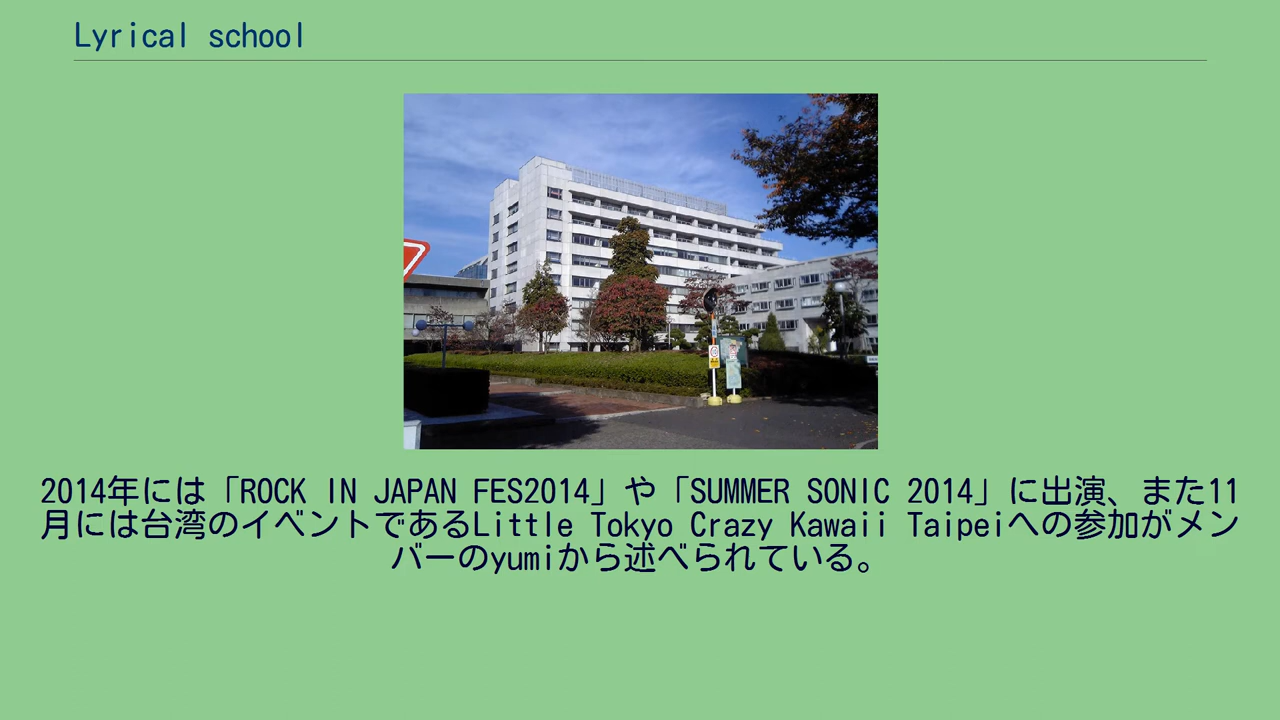 Lyrical school
2014年には「ROCK IN JAPAN FES2014」や「SUMMER SONIC 2014」に出演、また11
月には台湾のイベントであるLittle Tokyo Crazy Kawaii Taipeiへの参加がメン
バーのyumiから述べられている。